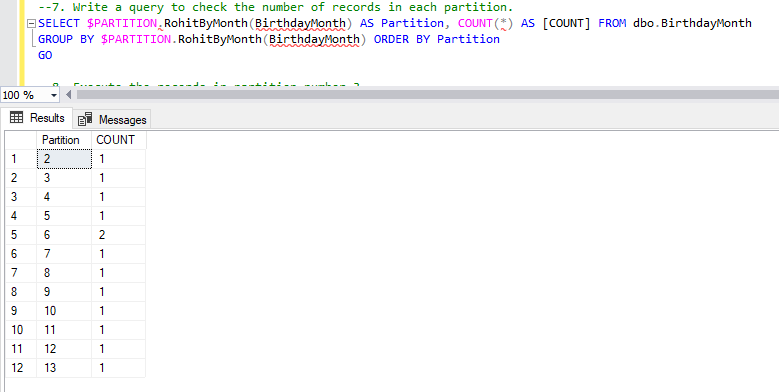 --7. Write a query to check the number of records in each partition.
SELECT $PARTITION.RohitByMonth(BirthdayMonth) AS Partition, COUNT(*) AS [COUNT] FROM dbo.BirthdayMonth
GROUP BY $PARTITION.RohitByMonth(BirthdayMonth) ORDER BY Partition
GO
100 %
Results Messages
Partition COUNT
1 2 1
2 3 1
3 4 1
4 5 1
5 6 2
6 7 1
7 8 1
8 9 1
9 10 1
10 11 1
11 12 1
12 13 1